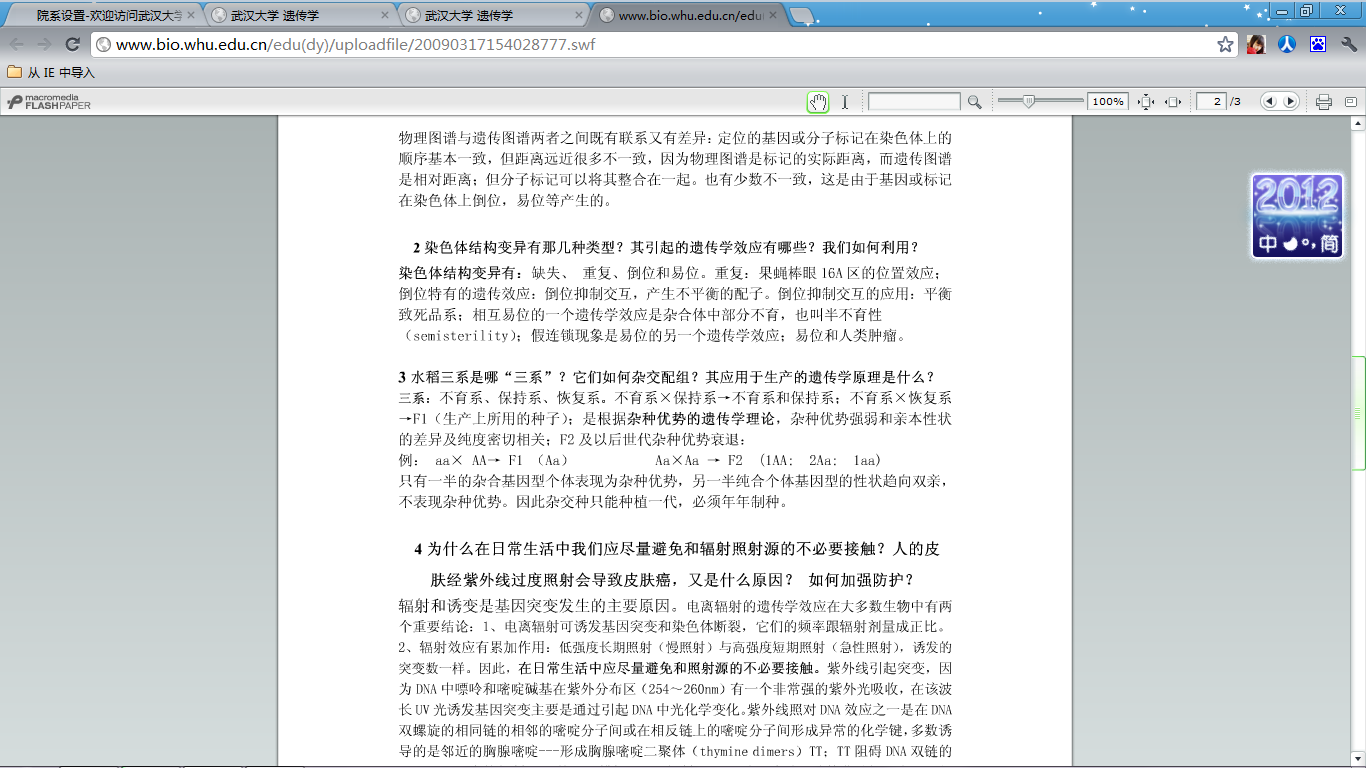 院系设置-欢迎访问武汉大学
武汉大学 遗传学
武汉大学 遗传学
www.bio.whu.edu.cn/edu
www.bio.whu.edu.cn/edu(dy)/uploadfile/20090317154028777.swf
从 IE 中导入
macromedia
FLASHPAPER
100%
2 /3
物理图谱与遗传图谱两者之间既有联系又有差异：定位的基因或分子标记在染色体上的
顺序基本一致，但距离远近很多不一致，因为物理图谱是标记的实际距离，而遗传图谱
是相对距离；但分子标记可以将其整合在一起。也有少数不一致，这是由于基因或标记
在染色体上倒位，易位等产生的。
2 染色体结构变异有那几种类型？其引起的遗传学效应有哪些？我们如何利用？
染色体结构变异有：缺失、 重复、倒位和易位。重复：果蝇棒眼 16A 区的位置效应；
倒位特有的遗传效应：倒位抑制交互，产生不平衡的配子。倒位抑制交互的应用：平衡
致死品系；相互易位的一个遗传学效应是杂合体中部分不育，也叫半不育性
（semisterility）；假连锁现象是易位的另一个遗传学效应；易位和人类肿瘤。
3 水稻三系是哪“三系”？它们如何杂交配组？其应用于生产的遗传学原理是什么？
三系：不育系、保持系、恢复系。不育系×保持系→不育系和保持系；不育系×恢复系
→F1（生产上所用的种子）；是根据杂种优势的遗传学理论，杂种优势强弱和亲本性状
的差异及纯度密切相关；F2 及以后世代杂种优势衰退：
例： aa× AA→ F1 （Aa） Aa×Aa → F2 （1AA: 2Aa: 1aa)
只有一半的杂合基因型个体表现为杂种优势，另一半纯合个体基因型的性状趋向双亲，
不表现杂种优势。因此杂交种只能种植一代，必须年年制种。
4 为什么在日常生活中我们应尽量避免和辐射照射源的不必要接触？人的皮
肤经紫外线过度照射会导致皮肤癌，又是什么原因？ 如何加强防护？
辐射和诱变是基因突变发生的主要原因。电离辐射的遗传学效应在大多数生物中有两
个重要结论：1、电离辐射可诱发基因突变和染色体断裂，它们的频率跟辐射剂量成正比。
2、辐射效应有累加作用：低强度长期照射（慢照射）与高强度短期照射（急性照射），诱发的
突变数一样。因此，在日常生活中应尽量避免和照射源的不必要接触。紫外线引起突变，因
为 DNA 中嘌呤和嘧啶碱基在紫外分布区（254～260nm）有一个非常强的紫外光吸收，在该波
长 UV 光诱发基因突变主要是通过引起 DNA 中光化学变化。紫外线照对 DNA 效应之一是在 DNA
双螺旋的相同链的相邻的嘧啶分子间或在相反链上的嘧啶分子间形成异常的化学键，多数诱
导的是邻近的胸腺嘧啶---形成胸腺嘧啶二聚体（thymine dimers）TT；TT 阻碍 DNA 双链的
2012
中 °, 简